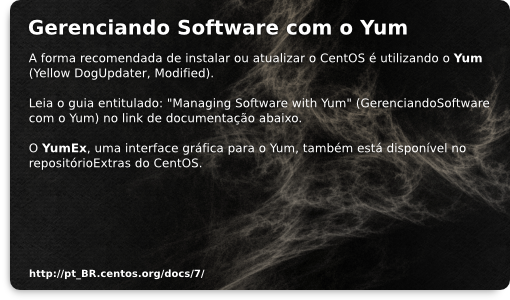 Gerenciando Software com o Yum
A forma recomendada de instalar ou atualizar o CentOS é utilizando o Yum
(Yellow DogUpdater, Modified).
Leia o guia entitulado: "Managing Software with Yum" (GerenciandoSoftware
com o Yum) no link de documentação abaixo.
O YumEx, uma interface gráfica para o Yum, também está disponível no
repositórioExtras do CentOS.
http://pt_BR.centos.org/docs/7/